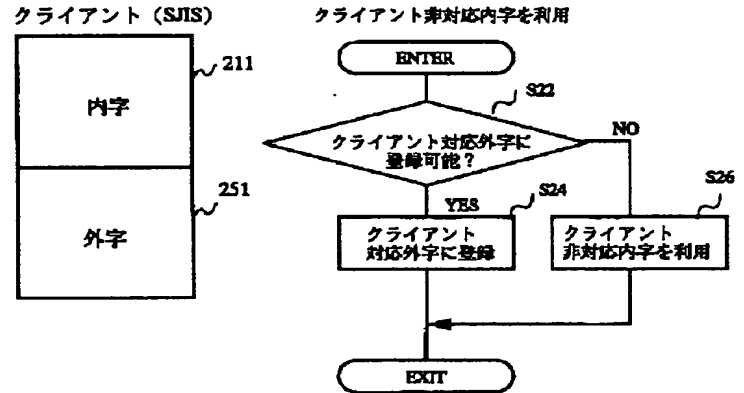 クライアント (SJIS)
211
内字
251
外字
クライアント非対応内字を利用
ENTER
S22
クライアント対応外字に
登録可能？
NO
YES
S24
クライアント
対応外字に登録
S26
クライアント
非対応内字を利用
EXIT